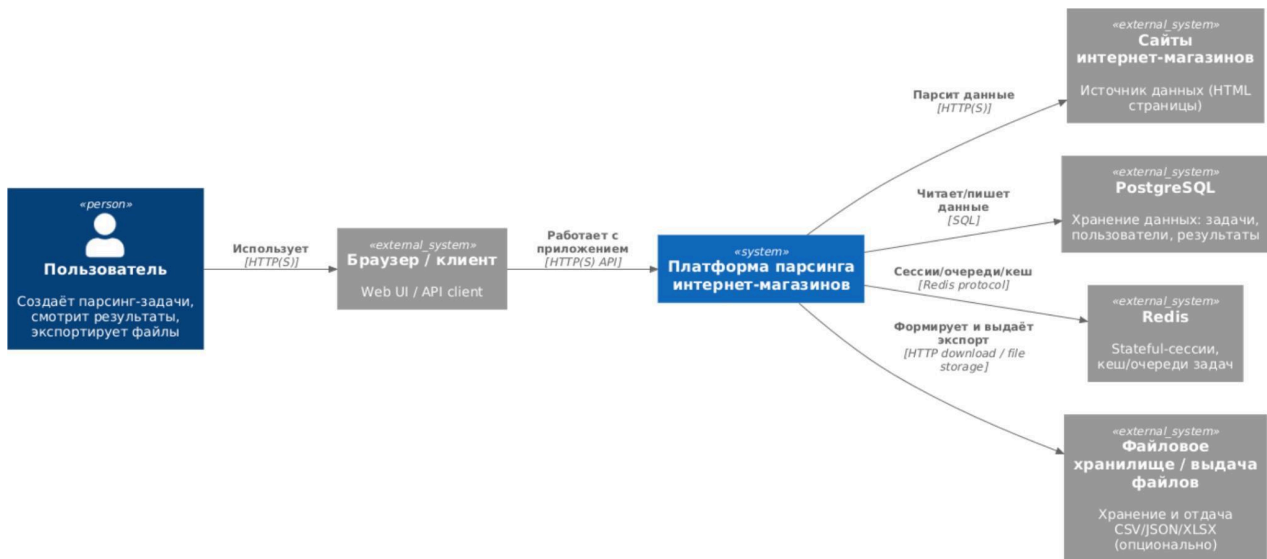 «person»
Пользователь
Создаёт парсинг-задачи,
смотрит результаты,
экспортирует файлы
Использует
[HTTP(S)]
«external_system»
Браузер / клиент
Web UI / API client
Работает с
приложением
[HTTP(S) API]
«system»
Платформа парсинга
интернет-магазинов
Парсит данные
[HTTP(S)]
«external_system»
Сайты
интернет-магазинов
Источник данных (HTML
страницы)
Читает/пишет
данные
[SQL]
«external_system»
PostgreSQL
Хранение данных: задачи,
пользователи, результаты
Сессии/очереди/кеш
[Redis protocol]
«external_system»
Redis
Stateful-сессии,
кеш/очереди задач
Формирует и выдаёт
экспорт
[HTTP download / file
storage]
«external_system»
Файловое
хранилище / выдача
файлов
Хранение и отдача
CSV/JSON/XLSX
(опционально)